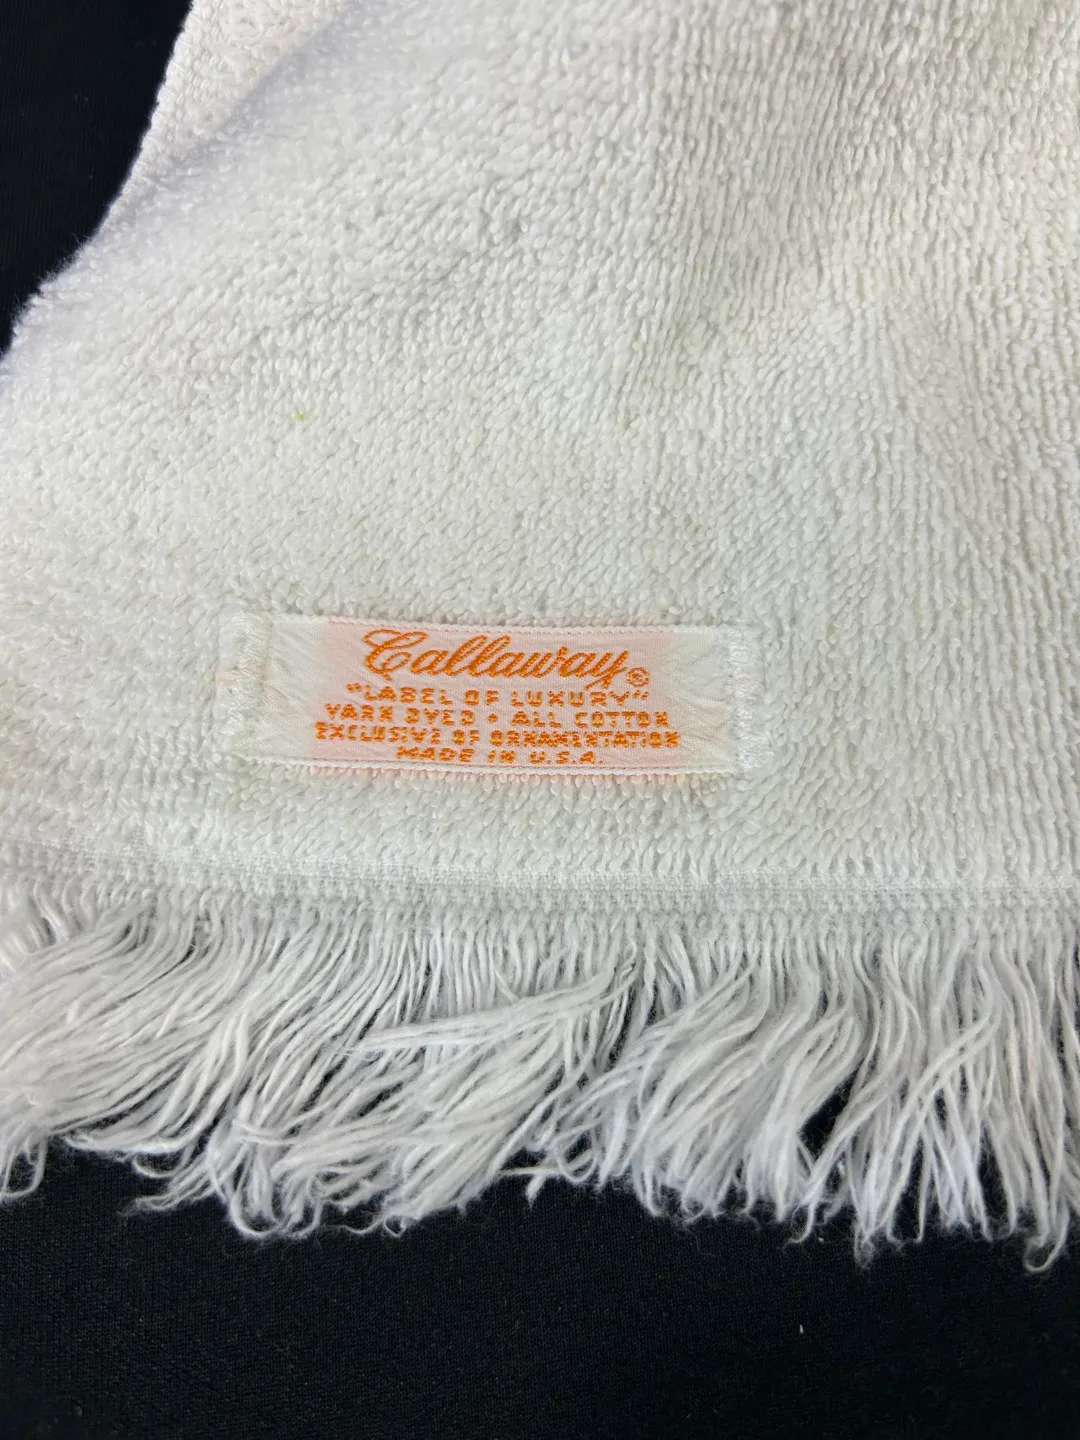 Callaway®
"LABEL OF LUXURY"
YARN DYED • ALL COTTON
EXCLUSIVE OF ORNAMENTATION
MADE IN U.S.A.